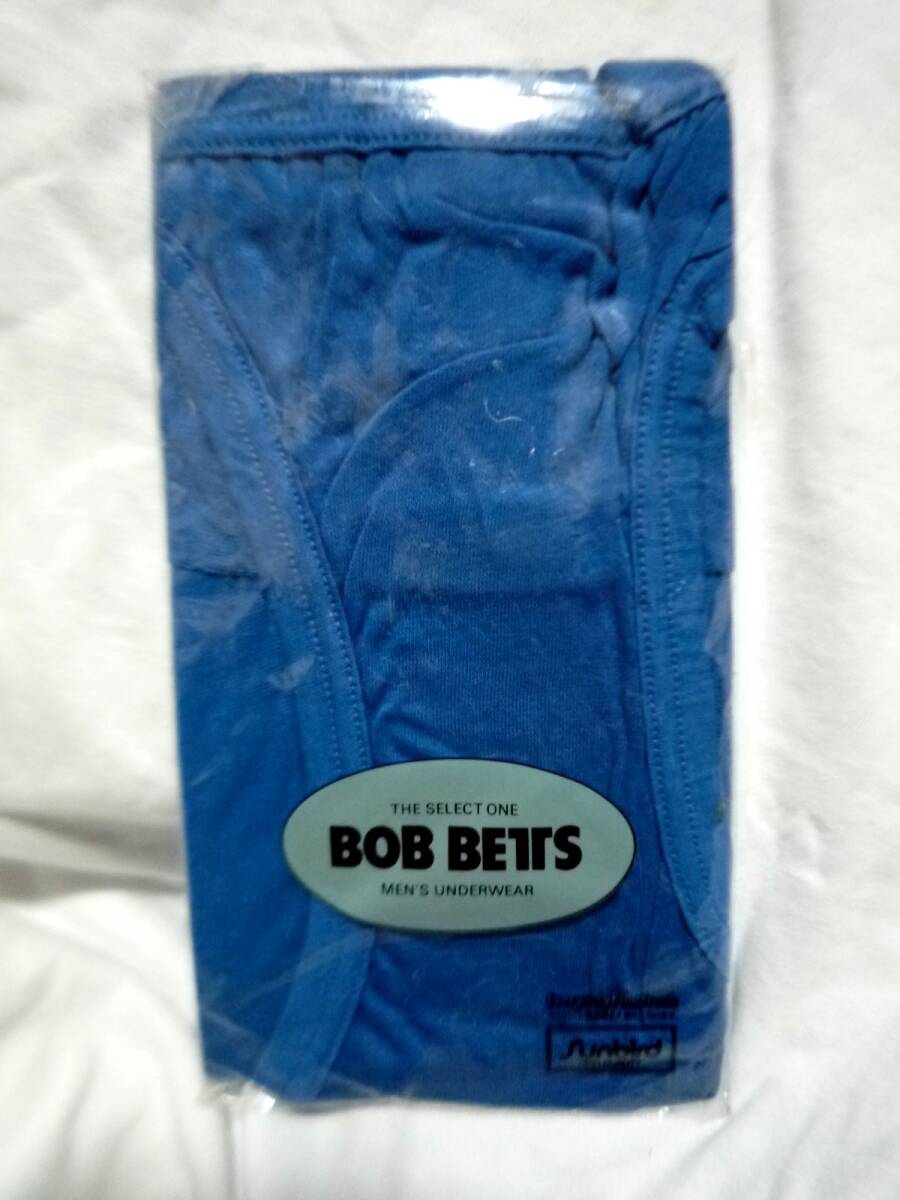 THE SELECT ONE
BOB BETTS
MEN'S UNDERWEAR
Sunbird